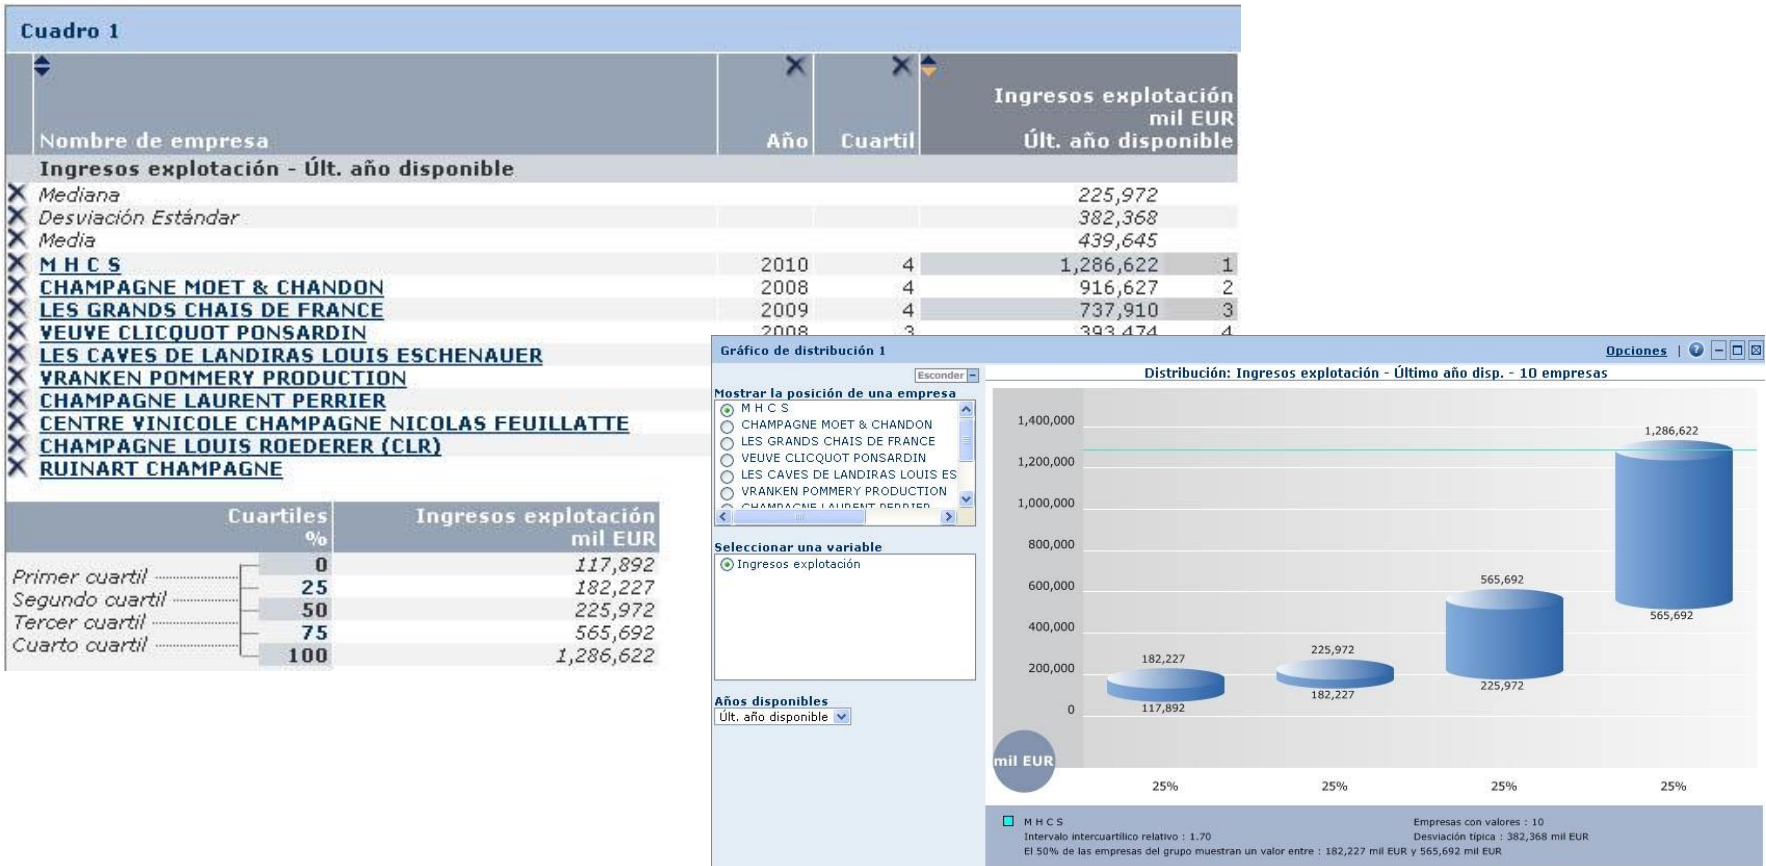 Cuadro 1
Nombre de empresa Año Cuartil Ingresos explotación
mil EUR
Últ. año disponible
Ingresos explotación - Últ. año disponible
Mediana 225,972
Desviación Estándar 382,368
Media 439,645
M H C S 2010 4 1,286,622 1
CHAMPAGNE MOET & CHANDON 2008 4 916,627 2
LES GRANDS CHAIS DE FRANCE 2009 4 737,910 3
VEUVE CLICQUOT PONSARDIN 2008 3 393,474 4
LES CAVES DE LANDIRAS LOUIS ESCHENAUER
VRANKEN POMMERY PRODUCTION
CHAMPAGNE LAURENT PERRIER
CENTRE VINICOLE CHAMPAGNE NICOLAS FEUILLATTE
CHAMPAGNE LOUIS ROEDERER (CLR)
RUINART CHAMPAGNE
Cuartiles
%
Ingresos explotación
mil EUR
0 117,892
Primer cuartil
25 182,227
Segundo cuartil
50 225,972
Tercer cuartil
75 565,692
Cuarto cuartil
100 1,286,622
Gráfico de distribución 1
Opciones | ?
Esconder
Mostrar la posición de una empresa
M H C S
CHAMPAGNE MOET & CHANDON
LES GRANDS CHAIS DE FRANCE
VEUVE CLICQUOT PONSARDIN
LES CAVES DE LANDIRAS LOUIS ES
VRANKEN POMMERY PRODUCTION
CHAMPAGNE LAURENT PERRIER
Seleccionar una variable
Ingresos explotación
Años disponibles
Últ. año disponible
Distribución: Ingresos explotación - Último año disp. - 10 empresas
1,400,000
1,200,000
1,000,000
800,000
600,000
400,000
200,000
0
182,227
117,892
225,972
182,227
565,692
225,972
1,286,622
565,692
mil EUR
25% 25% 25% 25%
M H C S
Intervalo intercuartílico relativo : 1.70
El 50% de las empresas del grupo muestran un valor entre : 182,227 mil EUR y 565,692 mil EUR
Empresas con valores : 10
Desviación típica : 382,368 mil EUR